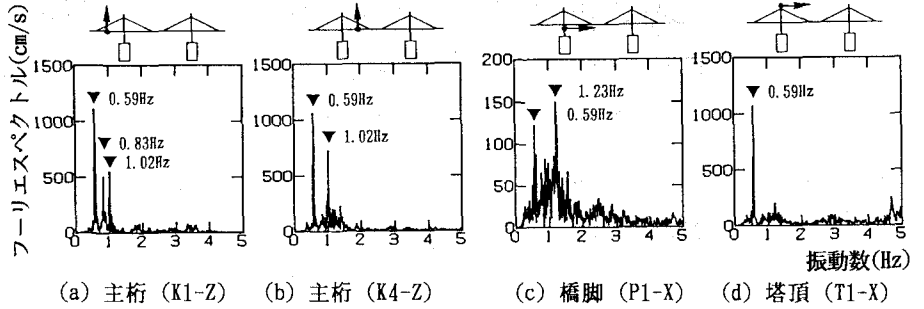 フーリエスペクトル(cm/s)
1500
1000
500
0
0 1 2 3 4 5
0.59Hz
0.83Hz
1.02Hz
(a) 主桁 (K1-Z)
1500
1000
500
0
0 1 2 3 4 5
0.59Hz
1.02Hz
(b) 主桁 (K4-Z)
200
150
100
50
0
0 1 2 3 4 5
1.23Hz
0.59Hz
(c) 橋脚 (P1-X)
1500
1000
500
0
0 1 2 3 4 5
0.59Hz
振動数(Hz)
(d) 塔頂 (T1-X)